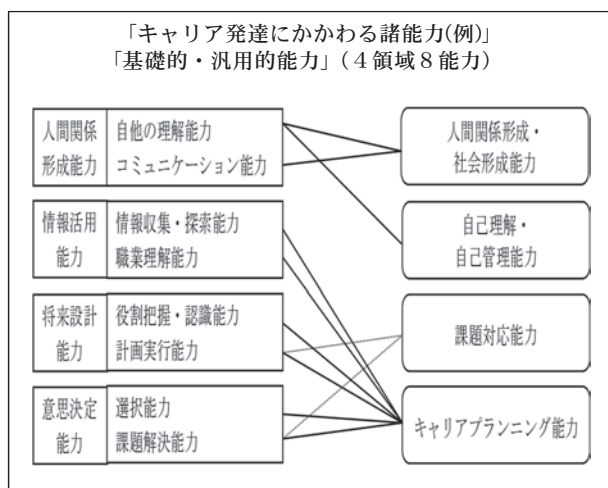 「キャリア発達にかかわる諸能力(例)」
「基礎的・汎用的能力」(4領域8能力)
人間関係
形成能力
自他の理解能力
コミュニケーション能力
情報活用
能力
情報収集・探索能力
職業理解能力
将来設計
能力
役割把握・認識能力
計画実行能力
意思決定
能力
選択能力
課題解決能力
人間関係形成・
社会形成能力
自己理解・
自己管理能力
課題対応能力
キャリアプランニング能力